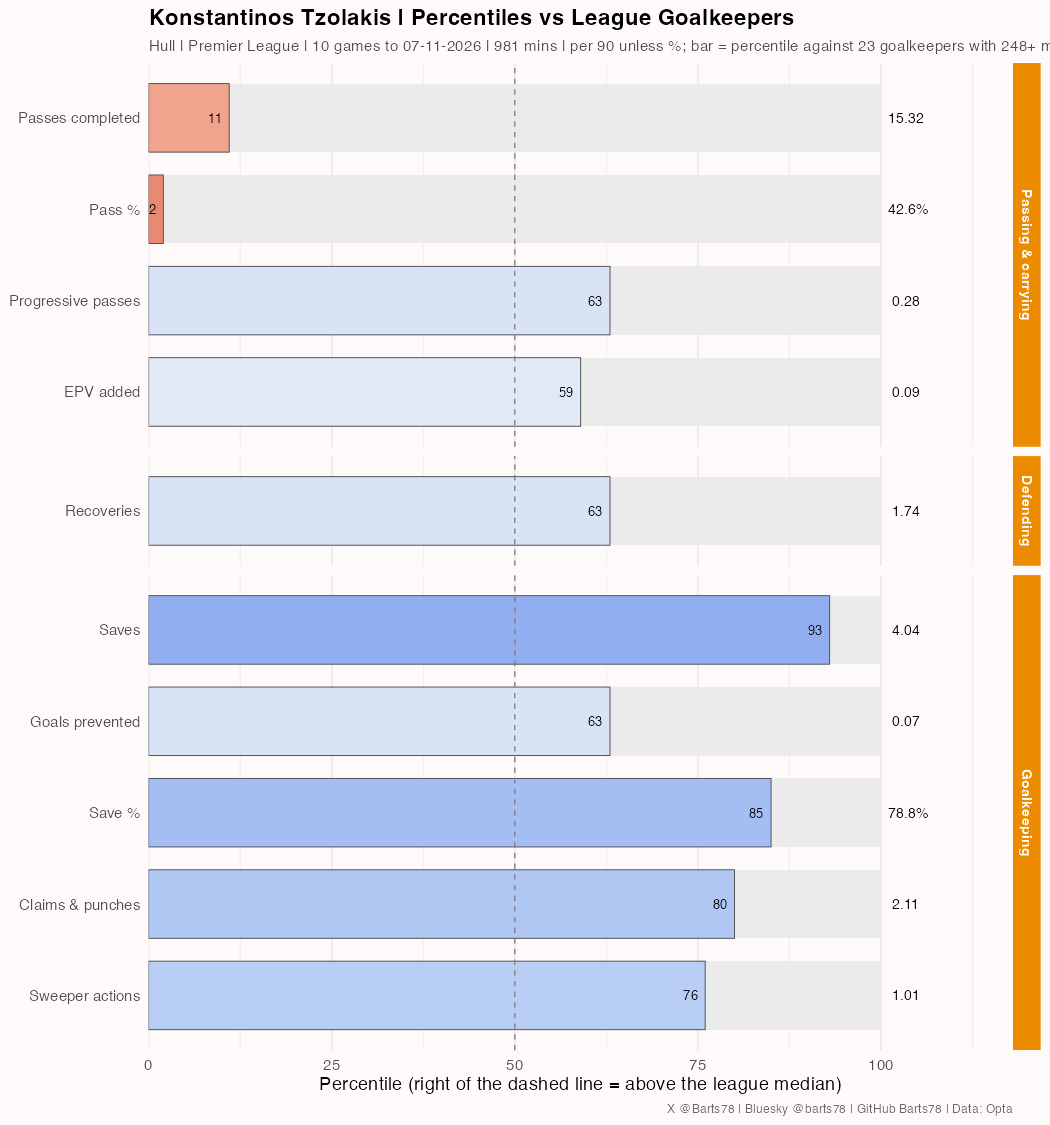 Konstantinos Tzolakis | Percentiles vs League Goalkeepers
Hull | Premier League | 10 games to 07-11-2026 | 981 mins | per 90 unless %; bar = percentile against 23 goalkeepers with 248+ m
Passes completed 11 15.32
Pass % 2 42.6%
Progressive passes 63 0.28
EPV added 59 0.09
Passing & carrying
Recoveries 63 1.74
Defending
Saves 93 4.04
Goals prevented 63 0.07
Save % 85 78.8%
Claims & punches 80 2.11
Sweeper actions 76 1.01
Goalkeeping
0 25 50 75 100
Percentile (right of the dashed line = above the league median)
X @Barts78 | Bluesky @barts78 | GitHub Barts78 | Data: Opta